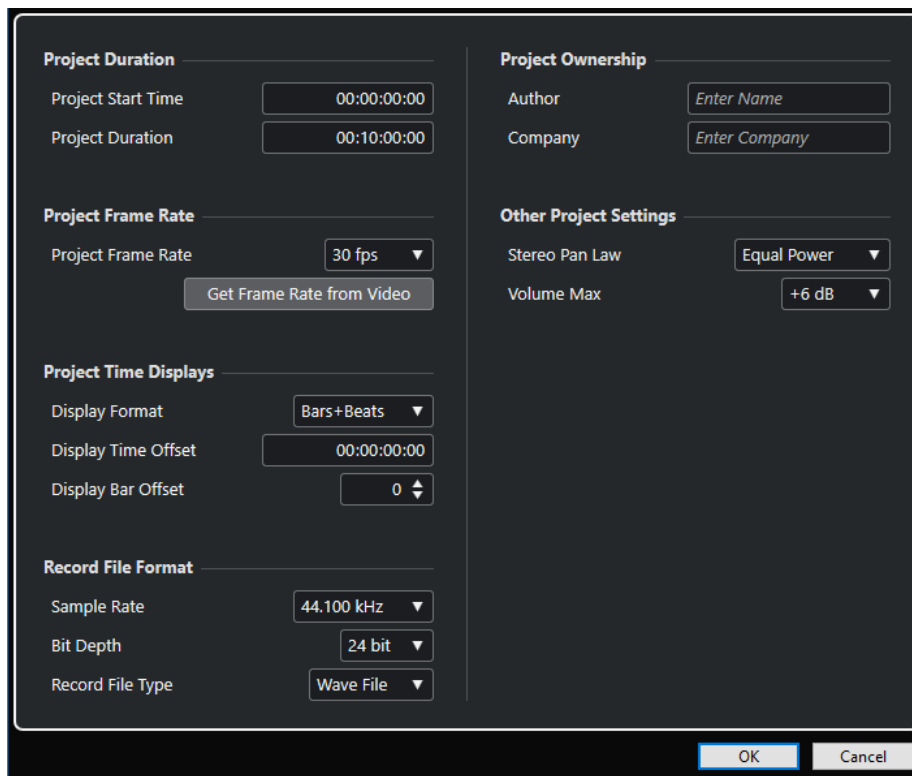 Project Duration
Project Start Time 00:00:00:00
Project Duration 00:10:00:00
Project Frame Rate
Project Frame Rate 30 fps
Get Frame Rate from Video
Project Time Displays
Display Format Bars+Beats
Display Time Offset 00:00:00:00
Display Bar Offset 0
Record File Format
Sample Rate 44.100 kHz
Bit Depth 24 bit
Record File Type Wave File
Project Ownership
Author Enter Name
Company Enter Company
Other Project Settings
Stereo Pan Law Equal Power
Volume Max +6 dB
OK Cancel